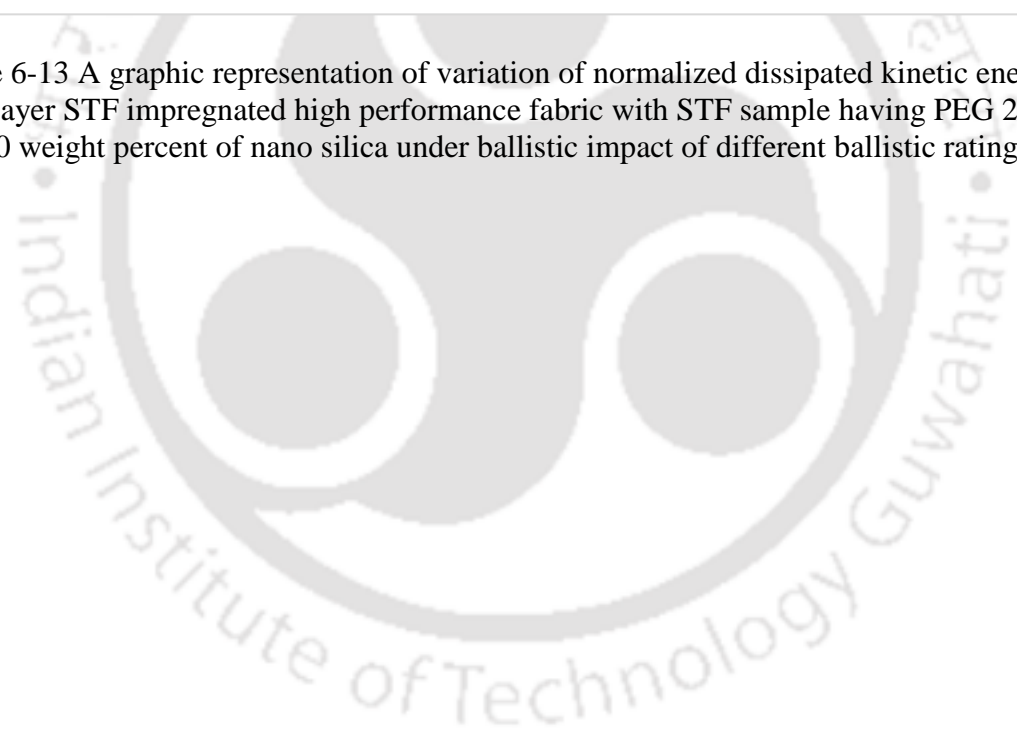 e 6-13 A graphic representation of variation of normalized dissipated kinetic ene
ayer STF impregnated high performance fabric with STF sample having PEG 2
0 weight percent of nano silica under ballistic impact of different ballistic rating
Indian Institute of Technology Guwahati